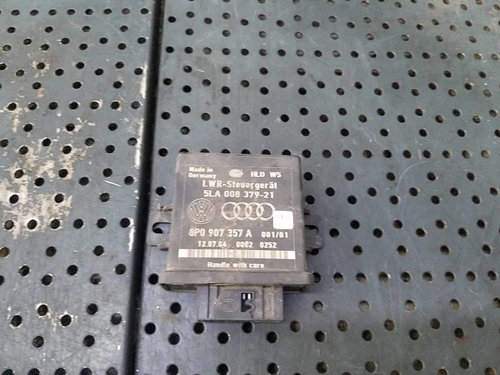 Made in
Germany HLO W5
LWR-Steuergerät
5LA 008 379-21
8P0 907 357 A 001/01
12.07.04 0002 0252
Handle with care